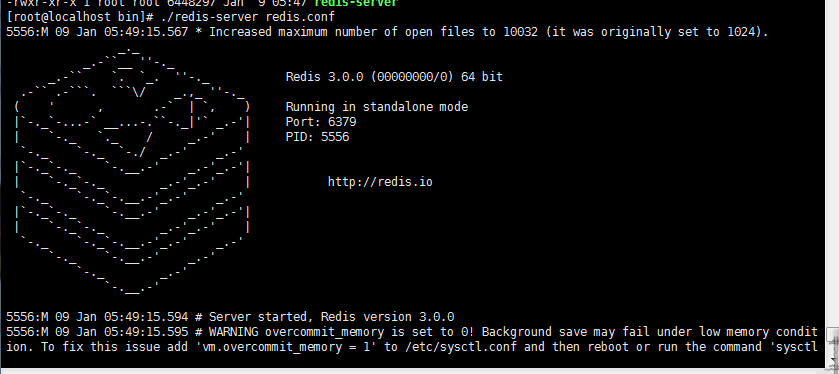 -rwxr-xr-x 1 root root 6448297 Jan 9 05:47 redis-server
[root@localhost bin]# ./redis-server redis.conf
5556:M 09 Jan 05:49:15.567 * Increased maximum number of open files to 10032 (it was originally set to 1024).
Redis 3.0.0 (00000000/0) 64 bit
Running in standalone mode
Port: 6379
PID: 5556
http://redis.io
5556:M 09 Jan 05:49:15.594 # Server started, Redis version 3.0.0
5556:M 09 Jan 05:49:15.595 # WARNING overcommit_memory is set to 0! Background save may fail under low memory condit
ion. To fix this issue add 'vm.overcommit_memory = 1' to /etc/sysctl.conf and then reboot or run the command 'sysctl